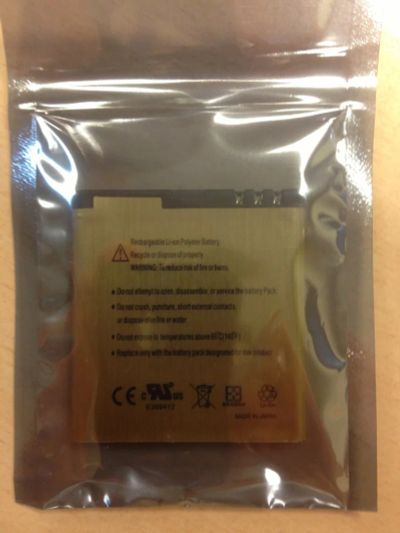 Rechargeable Li-ion Polymer Battery
Recycle or dispose of properly
WARNING: To reduce risk of fire or burns.
• Do not attempt to open, disassemble, or service the battery Pack.
• Do not crush, puncture, short external contacts,
or dispose of in fire or water
• Do not expose to temperatures above 60°C(140°F)
• Replace only with the battery pack designated for this product
CE c UL us
MADE IN JAPAN